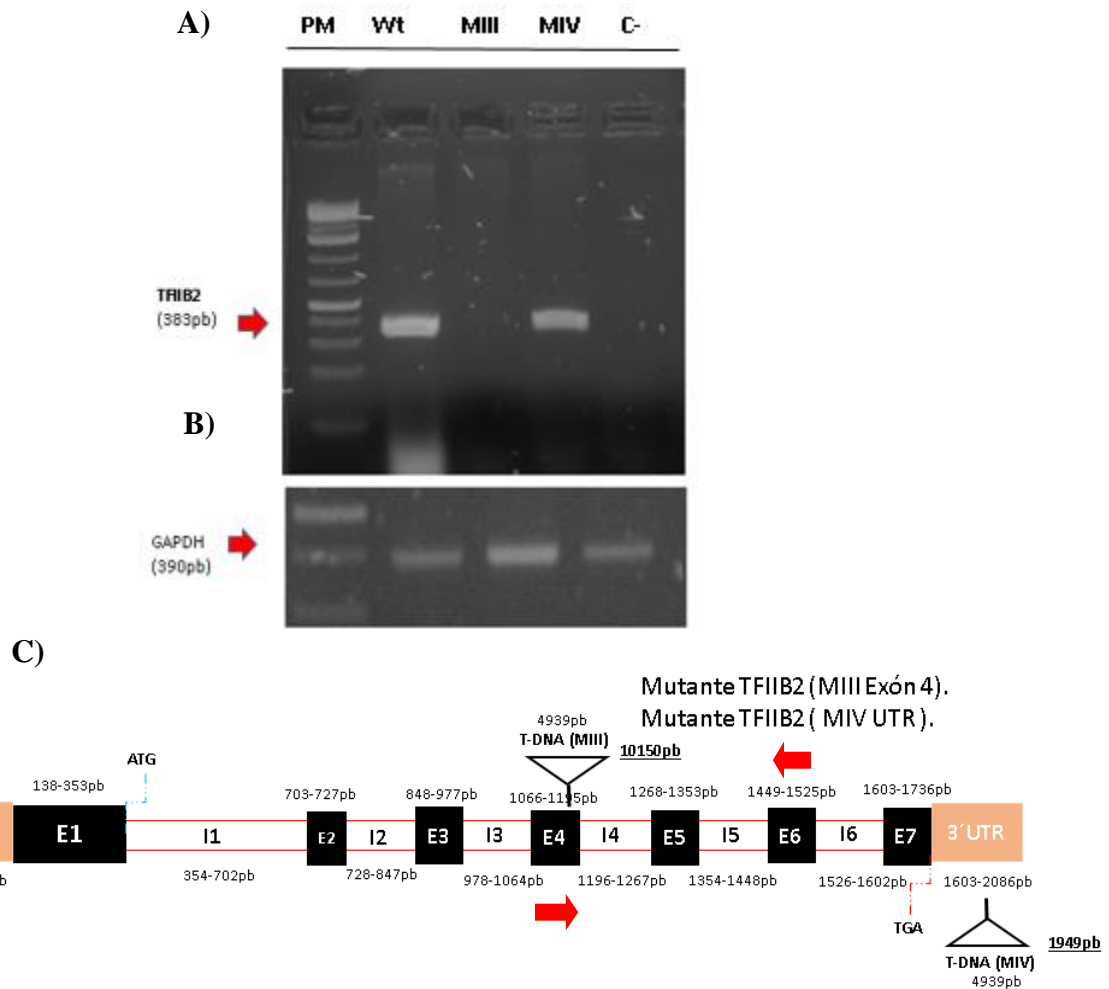 A)
PM Wt MIII MIV C-
TFIIB2
(383pb)
B)
GAPDH
(390pb)
C)
Mutante TFIIB2 (MIII Exón 4).
Mutante TFIIB2 ( MIV UTR ).
4939pb
T-DNA (MIII)
10150pb
ATG
138-353pb
703-727pb
848-977pb
1066-1195pb
1268-1353pb
1449-1525pb
1603-1736pb
E1 I1 E2 I2 E3 I3 E4 I4 E5 I5 E6 I6 E7 3´UTR
354-702pb
728-847pb
978-1064pb
1196-1267pb
1354-1448pb
1526-1602pb
1603-2086pb
TGA
1949pb
T-DNA (MIV)
4939pb